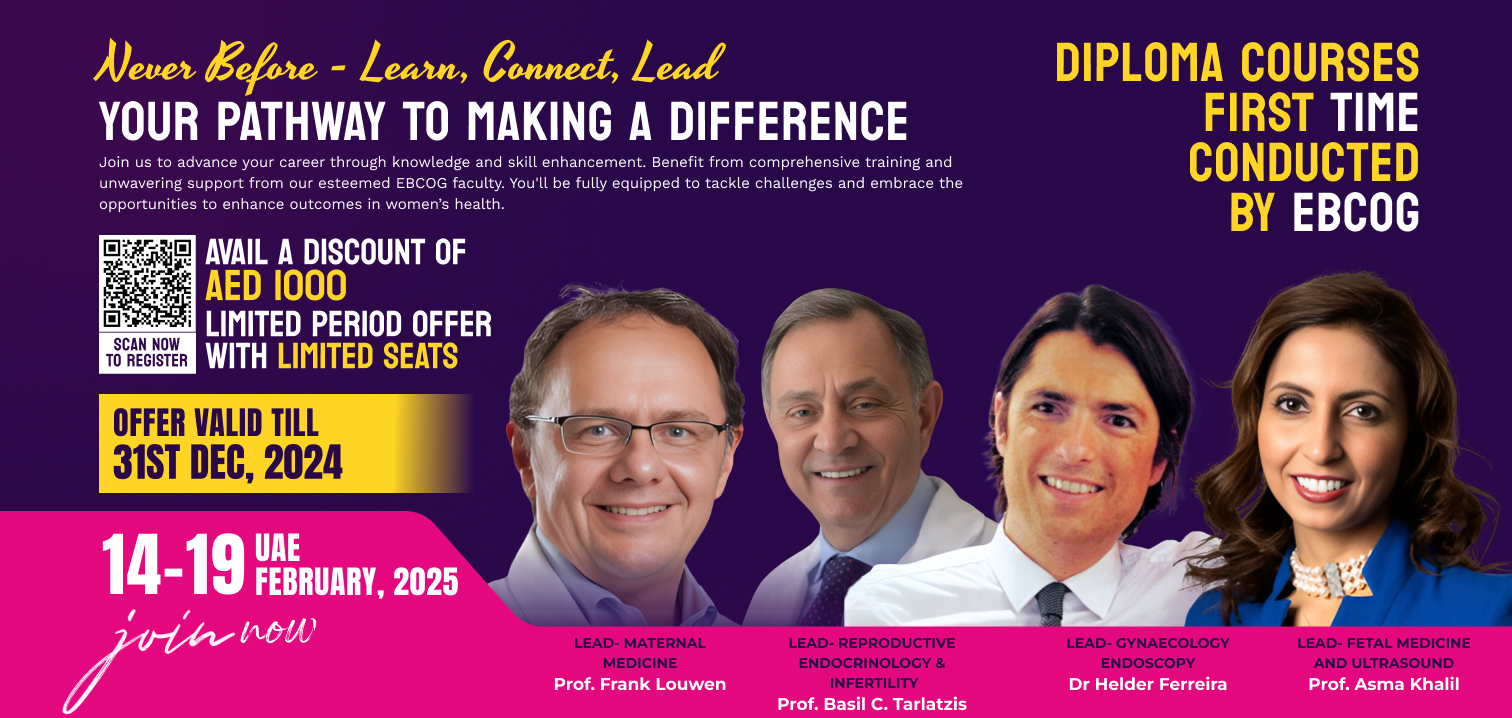 Never Before - Learn, Connect, Lead
YOUR PATHWAY TO MAKING A DIFFERENCE
Join us to advance your career through knowledge and skill enhancement. Benefit from comprehensive training and
unwavering support from our esteemed EBCOG faculty. You'll be fully equipped to tackle challenges and embrace the
opportunities to enhance outcomes in women’s health.
DIPLOMA COURSES
FIRST TIME
CONDUCTED
BY EBCOG
AVAIL A DISCOUNT OF
AED 1000
LIMITED PERIOD OFFER
WITH LIMITED SEATS
SCAN NOW
TO REGISTER
OFFER VALID TILL
31ST DEC, 2024
14-19 UAE
FEBRUARY, 2025
join now
LEAD- MATERNAL
MEDICINE
Prof. Frank Louwen
LEAD- REPRODUCTIVE
ENDOCRINOLOGY &
INFERTILITY
Prof. Basil C. Tarlatzis
LEAD- GYNAECOLOGY
ENDOSCOPY
Dr Helder Ferreira
LEAD- FETAL MEDICINE
AND ULTRASOUND
Prof. Asma Khalil